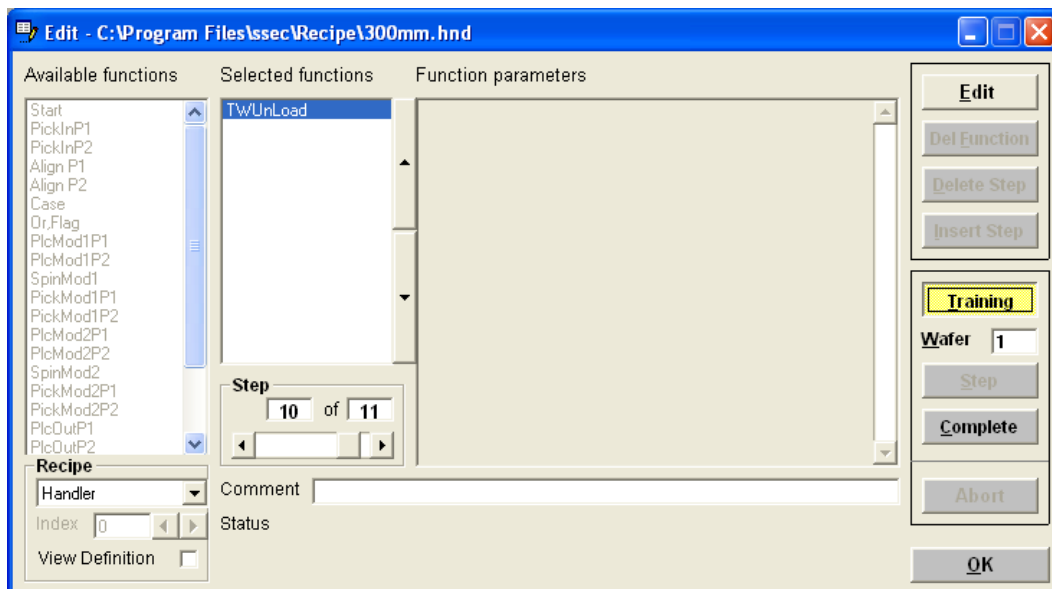 Edit - C:\Program Files\ssec\Recipe\300mm.hnd
Available functions
Start
PickInP1
PickInP2
Align P1
Align P2
Case
Or,Flag
PlcMod1P1
PlcMod1P2
SpinMod1
PickMod1P1
PickMod1P2
PlcMod2P1
PlcMod2P2
SpinMod2
PickMod2P1
PickMod2P2
PlcOutP1
PlcOutP2
Recipe
Handler
Index 0
View Definition
Selected functions
TWUnLoad
Step
10 of 11
Function parameters
Comment
Status
Edit
Del Function
Delete Step
Insert Step
Training
Wafer 1
Step
Complete
Abort
OK